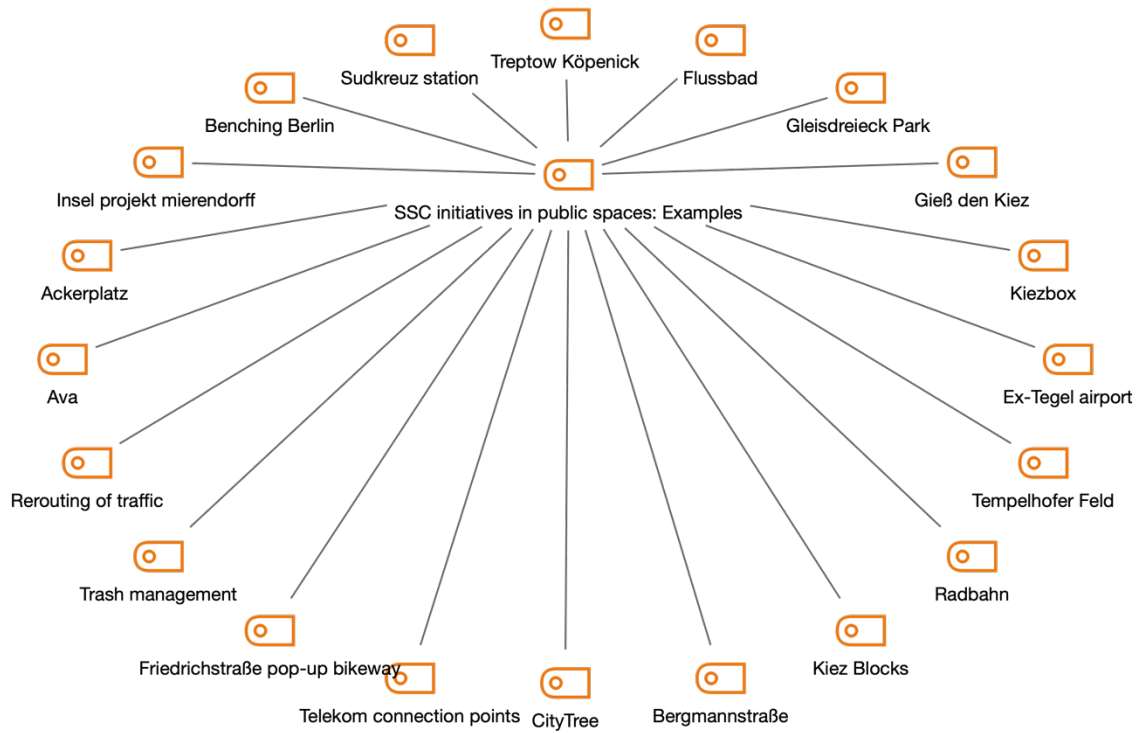 Treptow Köpenick
Sudkreuz station
Flussbad
Benching Berlin
Gleisdreieck Park
Insel projekt mierendorff
Gieß den Kiez
SSC initiatives in public spaces: Examples
Ackerplatz
Kiezbox
Ava
Ex-Tegel airport
Rerouting of traffic
Tempelhofer Feld
Trash management
Radbahn
Friedrichstraße pop-up bikeway
Kiez Blocks
Telekom connection points
CityTree
Bergmannstraße